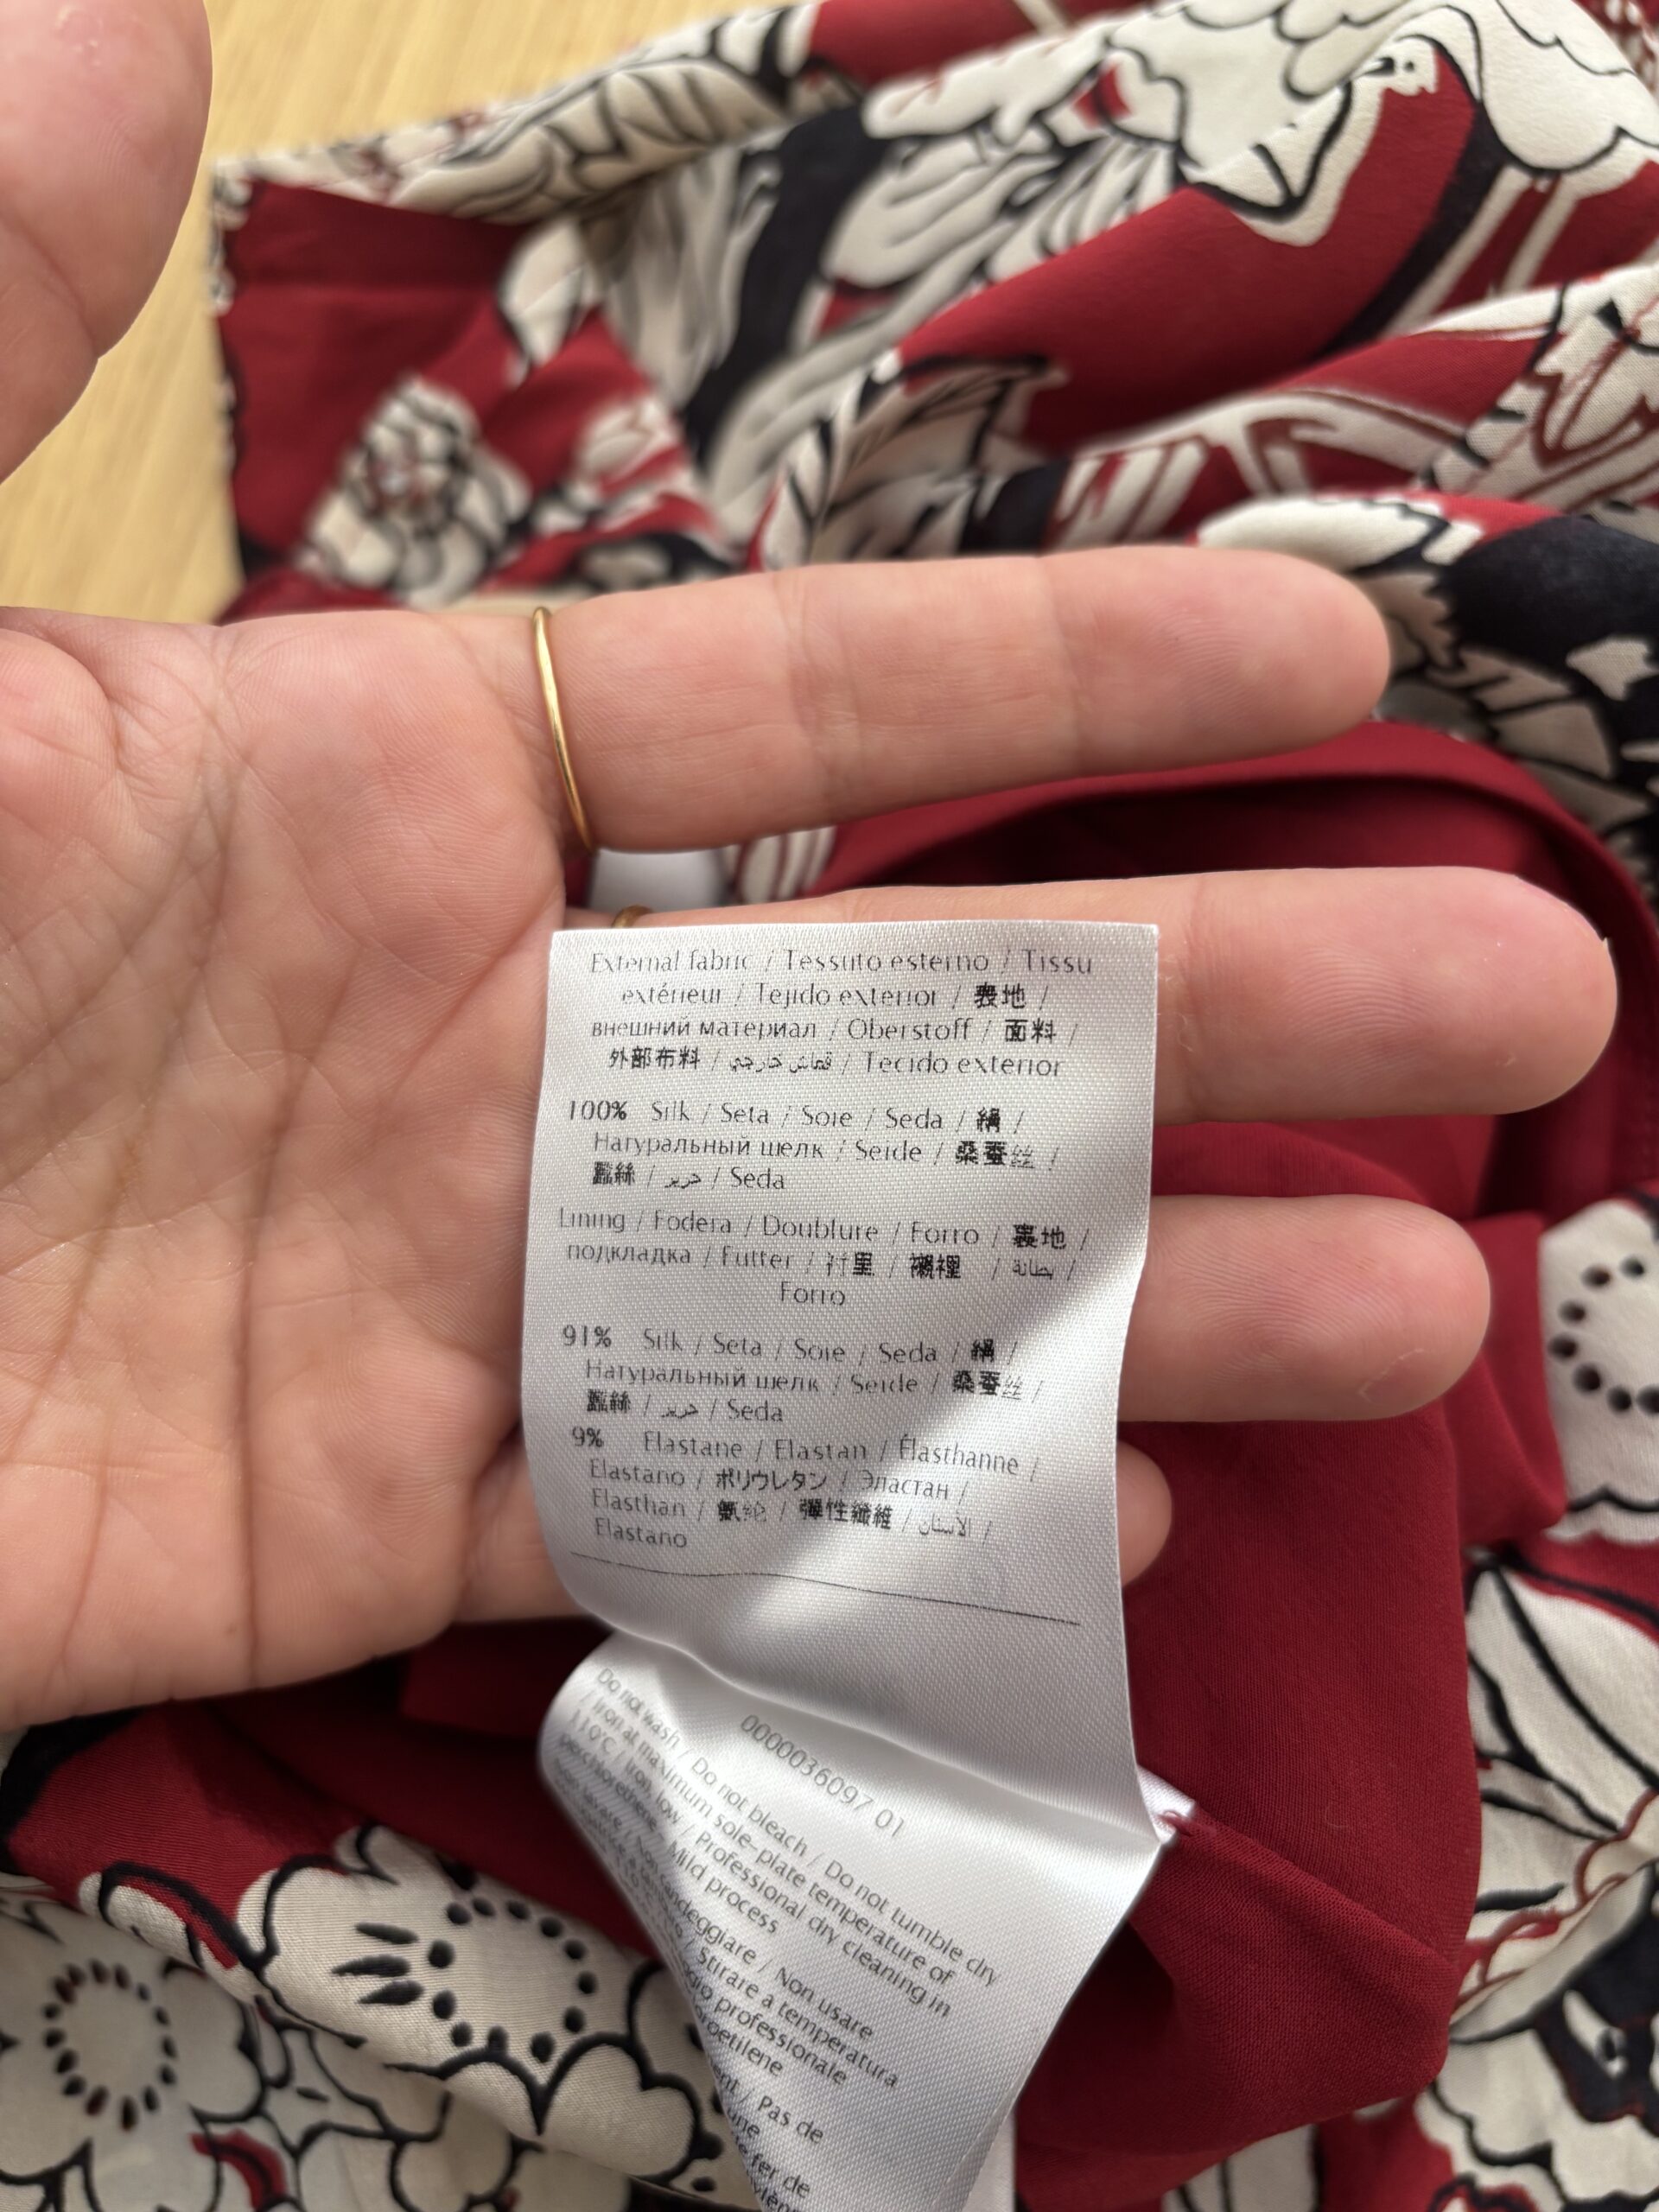 External fabric / Tessuto esterno / Tissu
extérieur / Tejido exterior / 表地 /
внешний материал / Oberstoff / 面料 /
外部布料 / قماش خارجي / Tecido exterior
100% Silk / Seta / Soie / Seda / 絹 /
Натуральный шелк / Seide / 桑蚕丝 /
蠶絲 / حرير / Seda
Lining / Fodera / Doublure / Forro / 裏地 /
подкладка / Futter / 衬里 / 襯裡 / بطانة /
Forro
91% Silk / Seta / Soie / Seda / 絹 /
Натуральный шелк / Seide / 桑蚕丝 /
蠶絲 / حرير / Seda
9% Elastane / Elastan / Élasthanne /
Elastano / ポリウレタン / Эластан /
Elasthan / 氨纶 / 彈性纖維 / الاستان /
Elastano
0000036097 01
Do not wash / Do not bleach / Do not tumble dry
/ Iron at maximum sole-plate temperature of
110°C / Iron low / Professional dry cleaning in
perchlorethene - Mild process
candeggiare / Non usare
/ Stirare a temperatura
professionale
/ Pas de
fer de